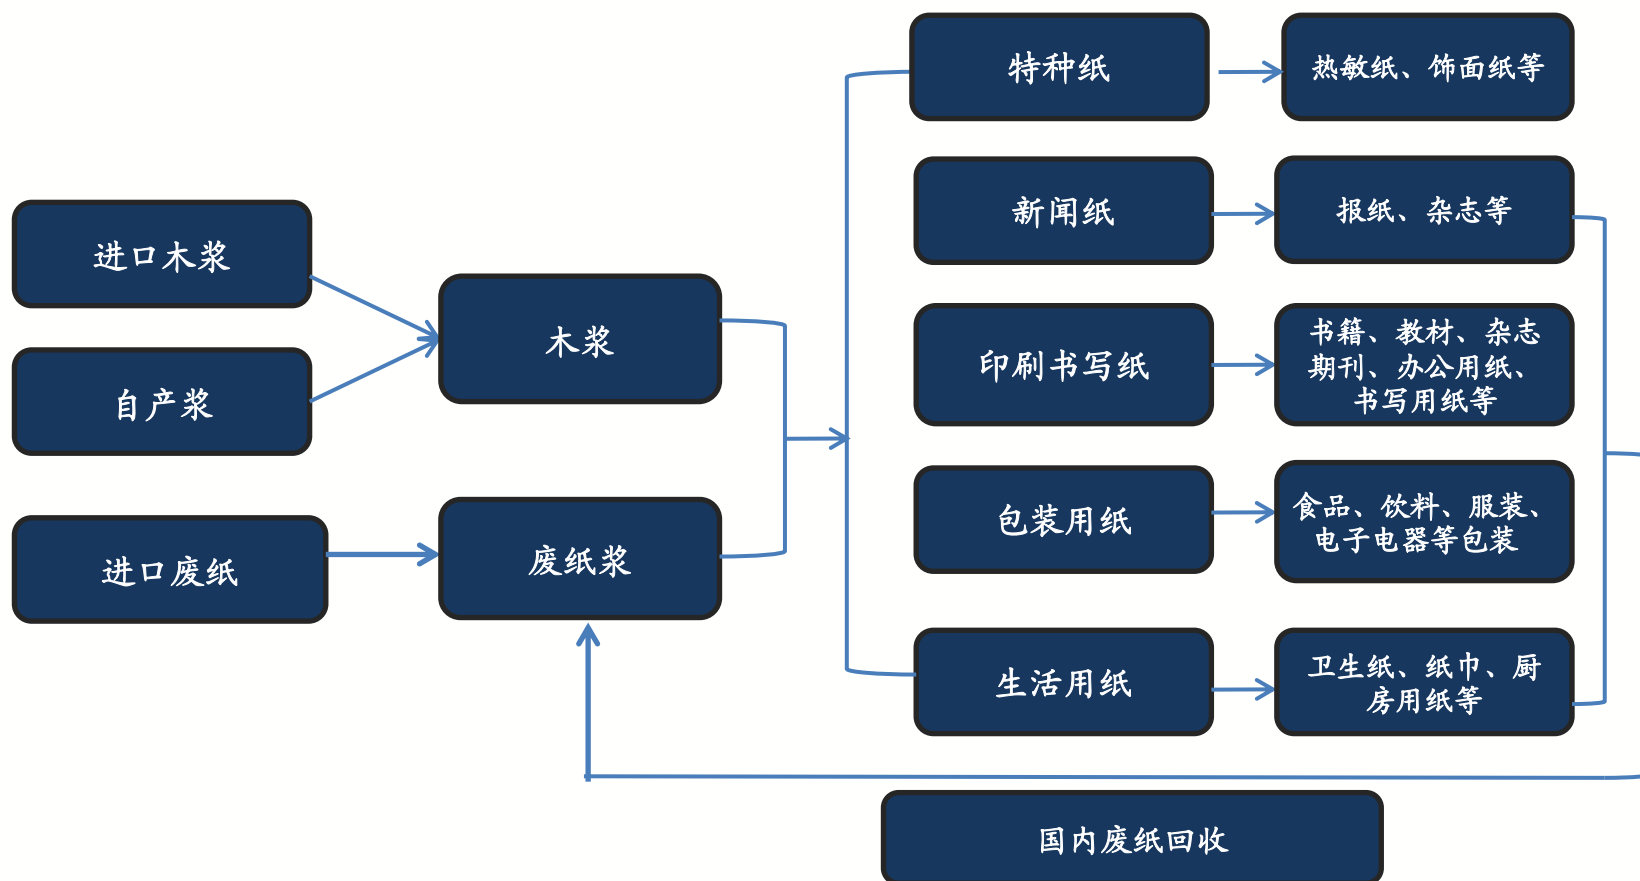 特种纸
热敏纸、饰面纸等
新闻纸
报纸、杂志等
进口木浆
木浆
印刷书写纸
书籍、教材、杂志
期刊、办公用纸、
书写用纸等
自产浆
包装用纸
食品、饮料、服装、
电子电器等包装
进口废纸
废纸浆
生活用纸
卫生纸、纸巾、厨
房用纸等
国内废纸回收